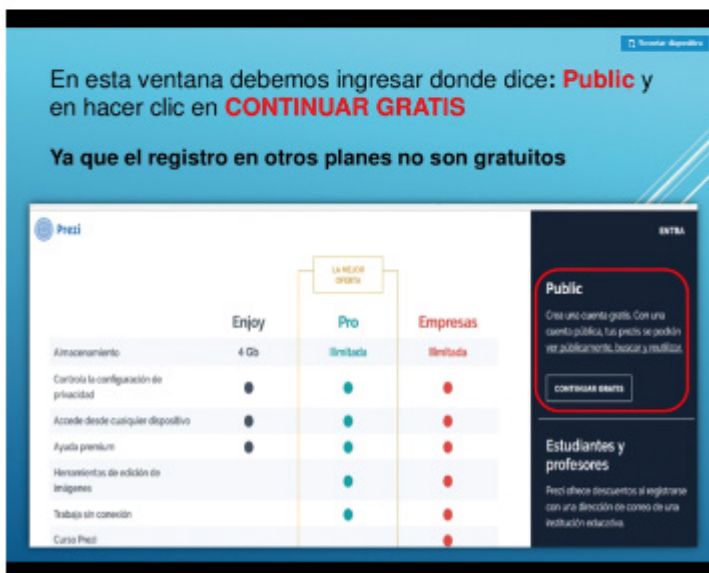 En esta ventana debemos ingresar donde dice: Public y
en hacer clic en CONTINUAR GRATIS
Ya que el registro en otros planes no son gratuitos
Prezi
ENTRA
LA MEJOR
OFERTA
Enjoy Pro Empresas
Almacenamiento 4 Gb Ilimitada Ilimitada
Controla la configuración de
privacidad
Accede desde cualquier dispositivo
Ayuda premium
Herramientas de edición de
imágenes
Trabaja sin conexión
Curso Prezi
Public
Crea una cuenta gratis. Con una
cuenta pública, tus prezis se podrán
ver públicamente, buscar y reutilizar.
CONTINUAR GRATIS
Estudiantes y
profesores
Prezi ofrece descuentos al registrarse
con una dirección de correo de una
institución educativa.